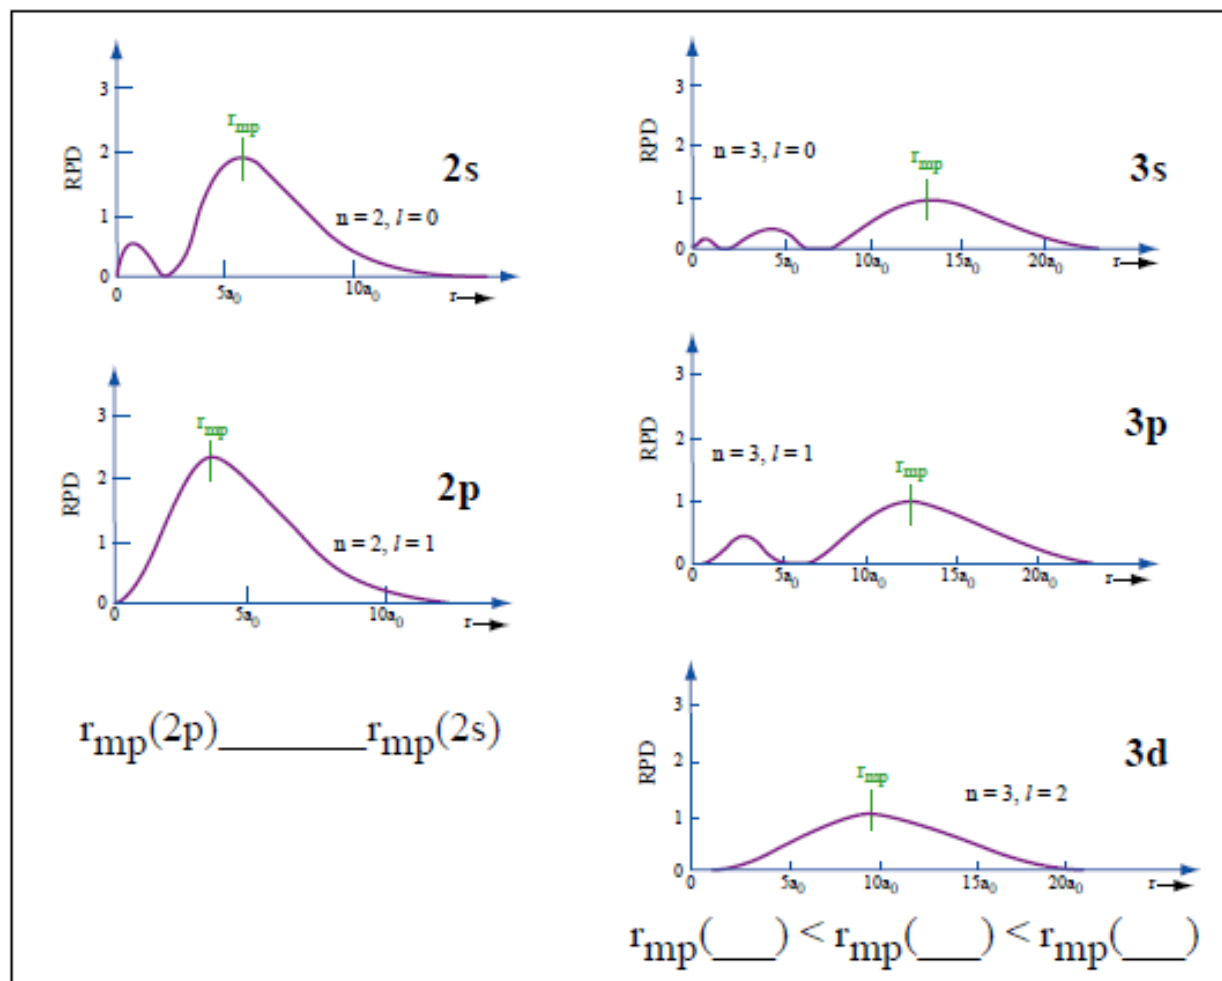 3
2
1
0
RPD
r_mp
2s
n = 2, l = 0
0
5a₀
10a₀
r
3
2
1
0
RPD
r_mp
2p
n = 2, l = 1
0
5a₀
10a₀
r
r_mp(2p)_______r_mp(2s)
3
2
1
0
RPD
n = 3, l = 0
r_mp
3s
0
5a₀
10a₀
15a₀
20a₀
r
3
2
1
0
RPD
n = 3, l = 1
r_mp
3p
0
5a₀
10a₀
15a₀
20a₀
r
3
2
1
0
RPD
r_mp
n = 3, l = 2
3d
0
5a₀
10a₀
15a₀
20a₀
r
r_mp(___) < r_mp(___) < r_mp(___)